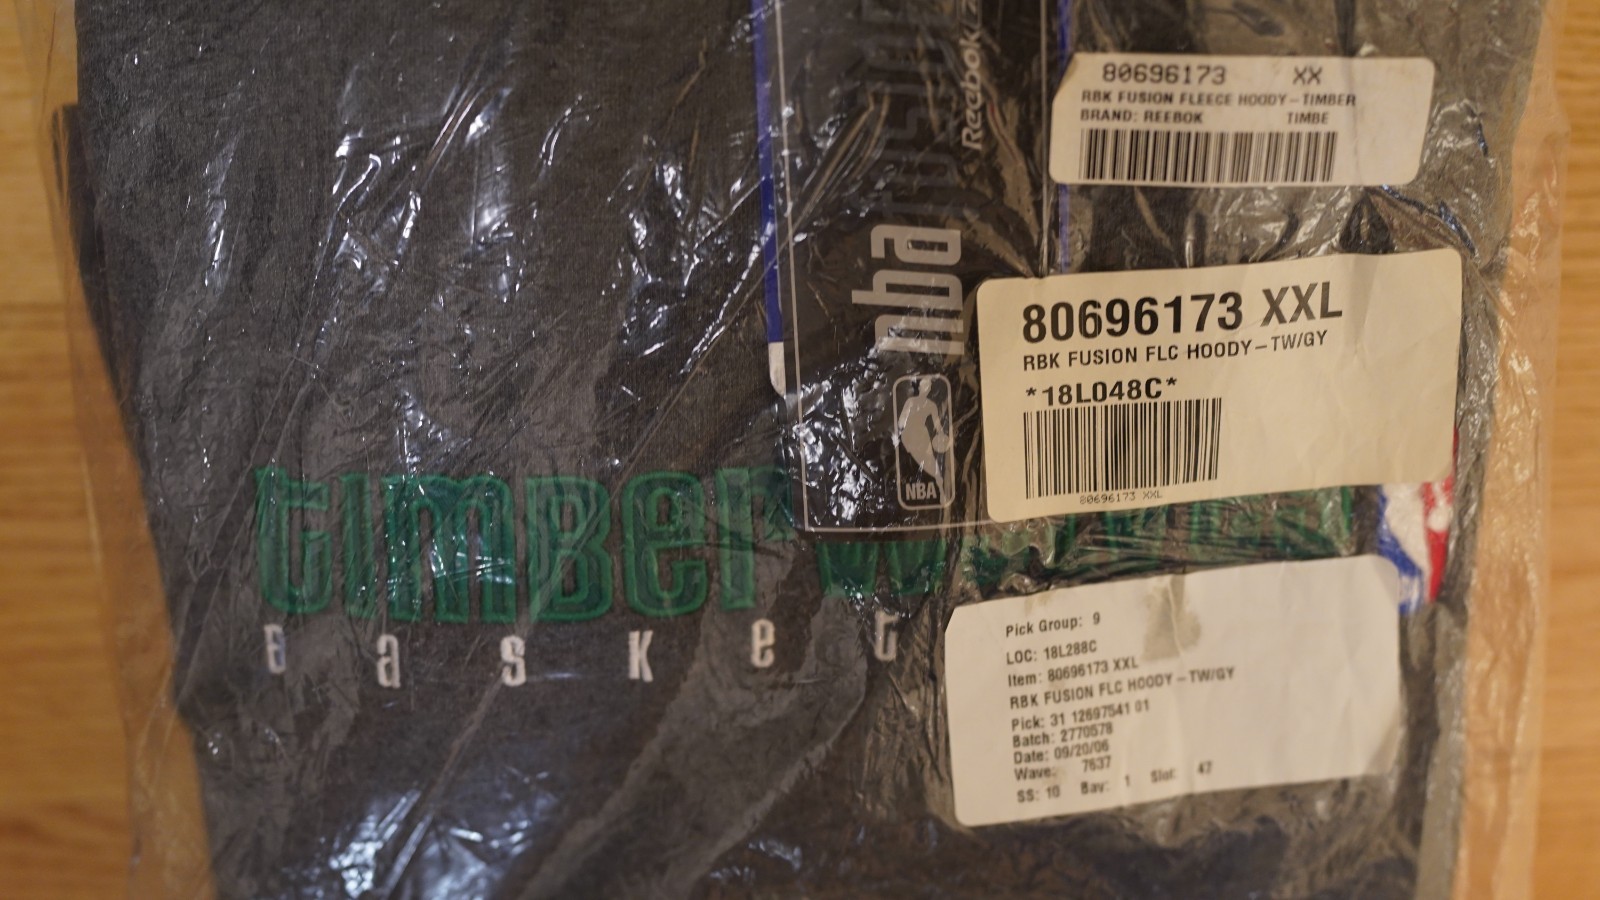 80696173 XX
RBK FUSION FLEECE HOODY-TIMBER
BRAND: REEBOK TIMBE
Reebok
nba
80696173 XXL
RBK FUSION FLC HOODY-TW/GY
*18L048C*
80696173 XXL
NBA
TIMBER
BASKET
Pick Group: 9
LOC: 18L288C
Item: 80696173 XXL
RBK FUSION FLC HOODY-TW/GY
Pick: 31 12697541 01
Batch: 2770578
Date: 09/20/06
Wave: 7637
SS: 10 Bay: 1 Slot: 47